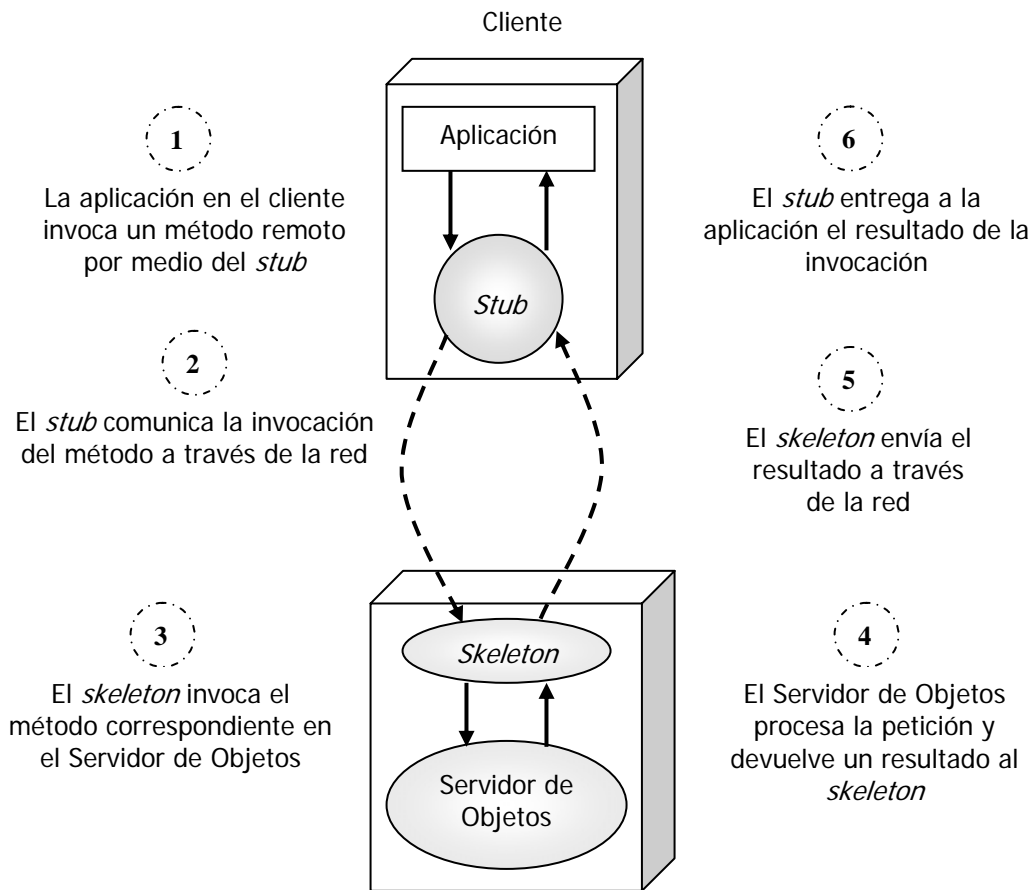 Cliente
Aplicación
1
La aplicación en el cliente
invoca un método remoto
por medio del stub
6
El stub entrega a la
aplicación el resultado de la
invocación
Stub
2
El stub comunica la invocación
del método a través de la red
5
El skeleton envía el
resultado a través
de la red
3
El skeleton invoca el
método correspondiente en
el Servidor de Objetos
Skeleton
4
El Servidor de Objetos
procesa la petición y
devuelve un resultado al
skeleton
Servidor de
Objetos